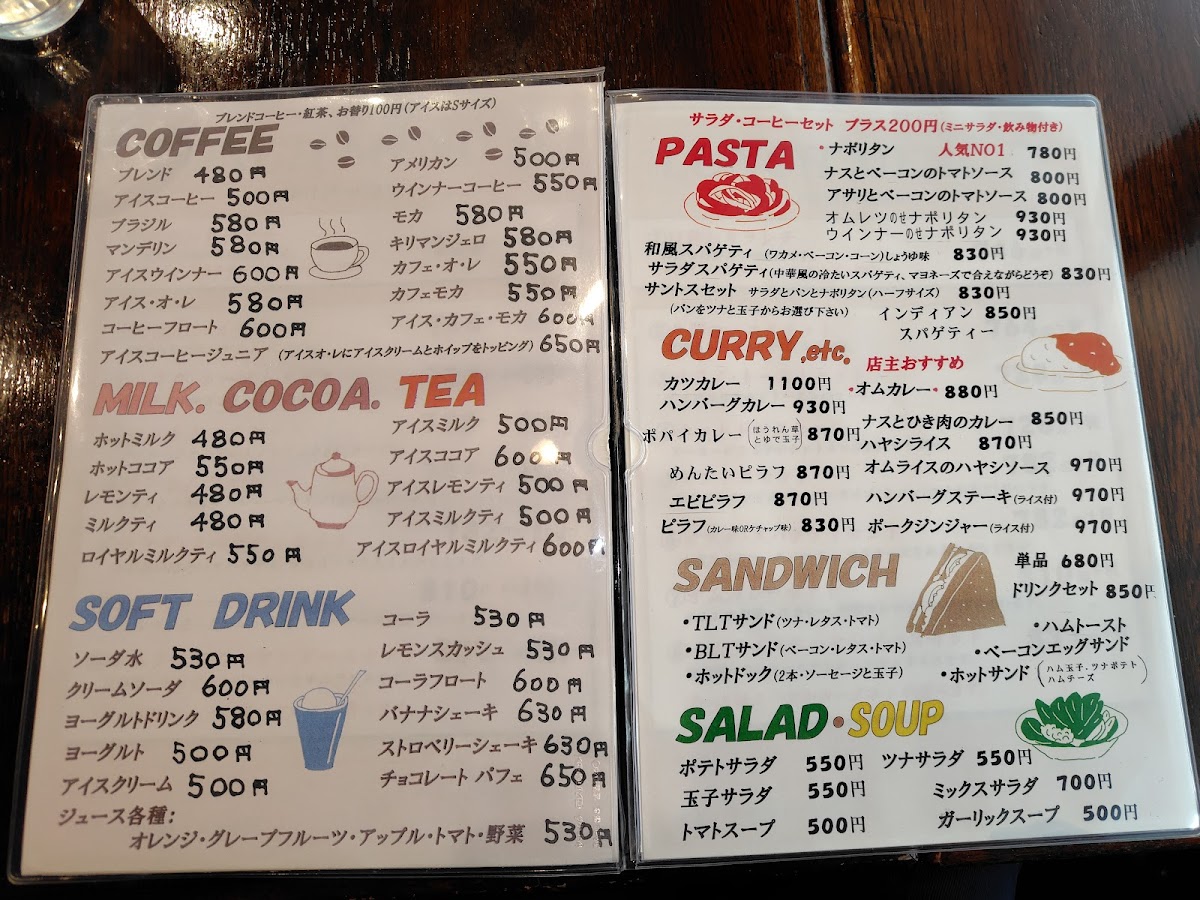 ブレンドコーヒー・紅茶、お替り100円(アイスはSサイズ)
COFFEE
ブレンド 480円
アイスコーヒー 500円
ブラジル 580円
マンデリン 580円
アイスウインナー 600円
アイス・オ・レ 580円
コーヒーフロート 600円
アメリカン 500円
ウインナーコーヒー 550円
モカ 580円
キリマンジェロ 580円
カフェ・オ・レ 550円
カフェモカ 550円
アイス・カフェ・モカ 600円
アイスコーヒージュニア (アイスオ・レにアイスクリームとホイップをトッピング) 650円
MILK. COCOA. TEA
ホットミルク 480円
ホットココア 550円
レモンティ 480円
ミルクティ 480円
ロイヤルミルクティ 550円
アイスミルク 500円
アイスココア 600円
アイスレモンティ 500円
アイスミルクティ 500円
アイスロイヤルミルクティ 600円
SOFT DRINK
ソーダ水 530円
クリームソーダ 600円
ヨーグルトドリンク 580円
ヨーグルト 500円
アイスクリーム 500円
コーラ 530円
レモンスカッシュ 530円
コーラフロート 600円
バナナシェーキ 630円
ストロベリーシェーキ 630円
チョコレート パフェ 650円
ジュース各種:
オレンジ・グレープフルーツ・アップル・トマト・野菜 530円
サラダ・コーヒーセット プラス200円(ミニサラダ・飲み物付き)
PASTA
・ナポリタン 人気NO1 780円
ナスとベーコンのトマトソース 800円
アサリとベーコンのトマトソース 800円
オムレツのせナポリタン 930円
ウインナーのせナポリタン 930円
和風スパゲティ (ワカメ・ベーコン・コーン)しょうゆ味 830円
サラダスパゲティ(中華風の冷たいスパゲティ、マヨネーズで合えながらどうぞ) 830円
サントスセット サラダとパンとナポリタン(ハーフサイズ) 830円
(パンをツナと玉子からお選び下さい)
インディアン 850円
スパゲティー
CURRY,etc.
店主おすすめ
カツカレー 1100円
・オムカレー・ 880円
ハンバーグカレー 930円
ナスとひき肉のカレー 850円
ポパイカレー (ほうれん草とゆで玉子) 870円
ハヤシライス 870円
めんたいピラフ 870円
オムライスのハヤシソース 970円
エビピラフ 870円
ハンバーグステーキ(ライス付) 970円
ピラフ(カレー味ORケチャップ味) 830円
ポークジンジャー(ライス付) 970円
SANDWICH
単品 680円
ドリンクセット 850円
・TLTサンド(ツナ・レタス・トマト)
・ハムトースト
・BLTサンド(ベーコン・レタス・トマト)
・ベーコンエッグサンド
・ホットドック(2本・ソーセージと玉子)
・ホットサンド (ハム玉子、ツナポテト ハムチーズ)
SALAD・SOUP
ポテトサラダ 550円
ツナサラダ 550円
玉子サラダ 550円
ミックスサラダ 700円
トマトスープ 500円
ガーリックスープ 500円